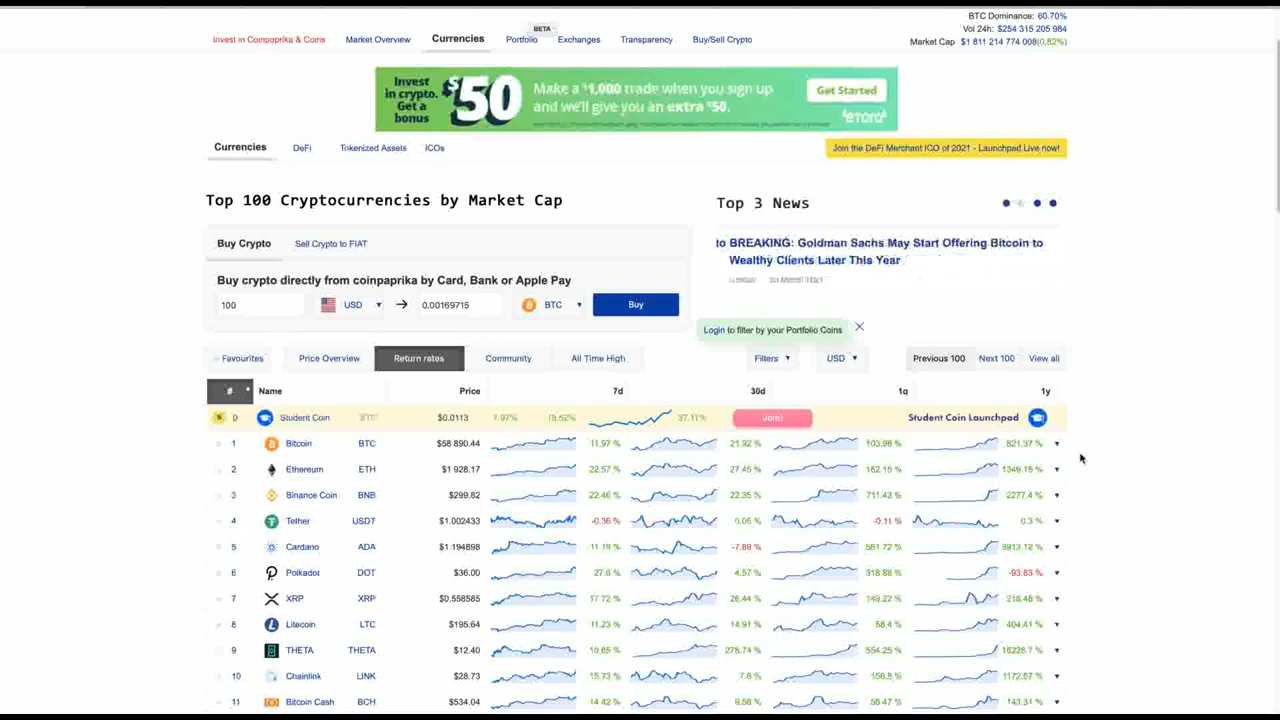 BTC Dominance: 60.70%
BETA
Vol 24h: $254 315 205 984
Invest in Coinpaprika & Coins Market Overview Currencies Portfolio Exchanges Transparency Buy/Sell Crypto
Market Cap $1 811 214 774 008(0,82%)
Invest in crypto. Get a bonus $50 Make a $1,000 trade when you sign up and we'll give you an extra $50. Get Started
eToro
Currencies DeFi Tokenized Assets ICOs Join the DeFi Merchant ICO of 2021 - Launchpad Live now!
Top 100 Cryptocurrencies by Market Cap
Top 3 News
Buy Crypto Sell Crypto to FIAT
to BREAKING: Goldman Sachs May Start Offering Bitcoin to
Wealthy Clients Later This Year
Buy crypto directly from coinpaprika by Card, Bank or Apple Pay
100 USD → 0.00169715 BTC Buy
Login to filter by your Portfolio Coins
Favourites Price Overview Return rates Community All Time High Filters USD Previous 100 Next 100 View all
# Name Price 7d 30d 1q 1y
0 Student Coin $0.0113 7.97% 37.11% Join! Student Coin Launchpad
1 Bitcoin BTC $58 890.44 11.97 % 21.92 % 103.98 % 821.37 %
2 Ethereum ETH $1 928.17 22.57 % 27.45 % 162.15 % 1349.15 %
3 Binance Coin BNB $299.82 22.46 % 22.35 % 711.43 % 2277.4 %
4 Tether USDT $1.002433 -0.36 % 0.05 % -0.11 % 0.3 %
5 Cardano ADA $1.194898 11.19 % -7.89 % 581.72 % 3913.12 %
6 Polkadot DOT $36.00 27.6 % 4.57 % 318.88 % -93.83 %
7 XRP XRP $0.558585 17.72 % 26.44 % 149.22 % 218.48 %
8 Litecoin LTC $195.64 11.23 % 14.91 % 58.4 % 404.41 %
9 THETA THETA $12.40 10.65 % 278.74 % 554.25 % 16226.7 %
10 Chainlink LINK $28.73 15.73 % 7.6 % 156.8 % 1172.57 %
11 Bitcoin Cash BCH $534.04 14.42 % 9.58 % 56.47 % 143.31 %